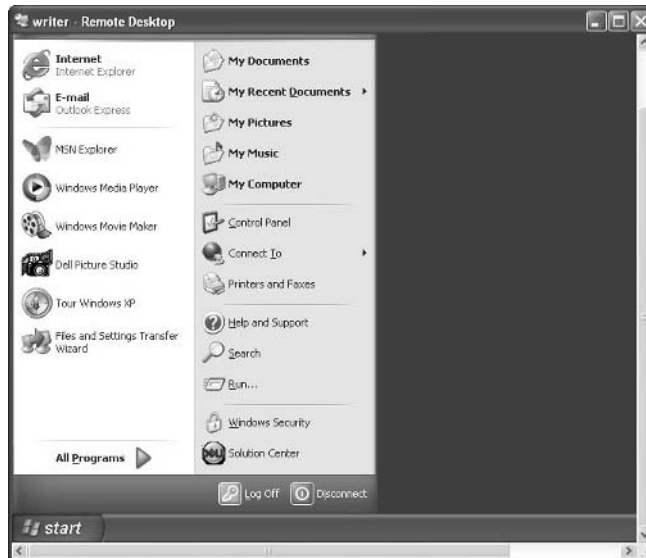 writer - Remote Desktop
Internet
Internet Explorer
E-mail
Outlook Express
MSN Explorer
Windows Media Player
Windows Movie Maker
Dell Picture Studio
Tour Windows XP
Files and Settings Transfer
Wizard
All Programs
My Documents
My Recent Documents
My Pictures
My Music
My Computer
Control Panel
Connect To
Printers and Faxes
Help and Support
Search
Run...
Windows Security
DELL
Solution Center
Log Off
Disconnect
start